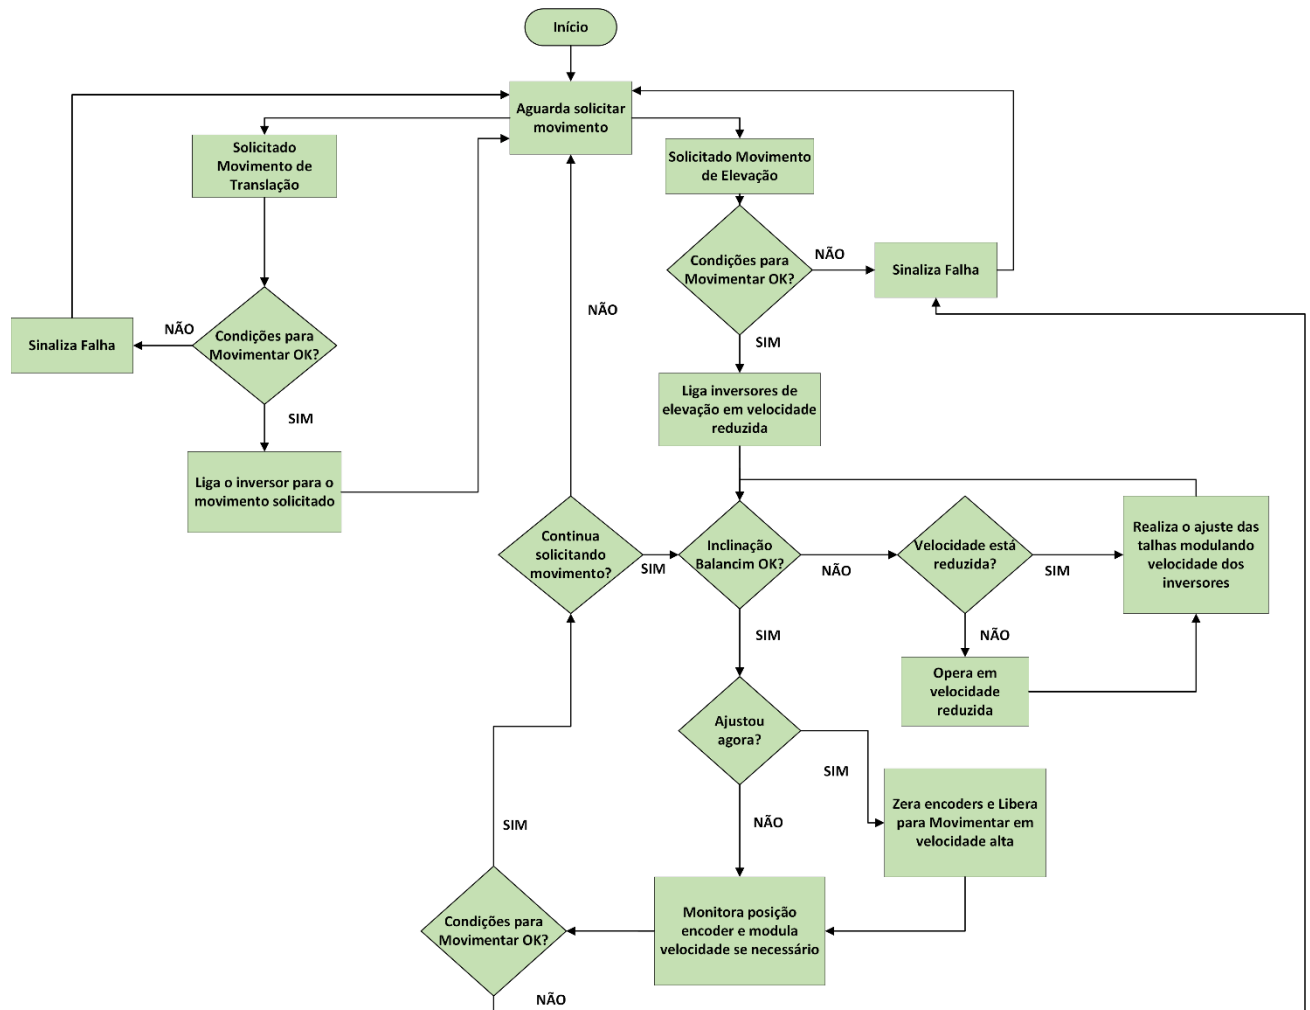 Início
Aguarda solicitar
movimento
Solicitado
Movimento de
Translação
Solicitado Movimento
de Elevação
Condições para
Movimentar OK?
NÃO
Sinaliza Falha
NÃO
SIM
Sinaliza Falha
NÃO
Condições para
Movimentar OK?
SIM
Liga inversores de
elevação em velocidade
reduzida
Liga o inversor para o
movimento solicitado
Continua
solicitando
movimento?
SIM
Inclinação
Balancim OK?
NÃO
Velocidade está
reduzida?
SIM
Realiza o ajuste das
talhas modulando
velocidade dos
inversores
SIM
NÃO
Opera em
velocidade
reduzida
Ajustou
agora?
SIM
NÃO
Zera encoders e Libera
para Movimentar em
velocidade alta
SIM
Condições para
Movimentar OK?
Monitora posição
encoder e modula
velocidade se necessário
NÃO